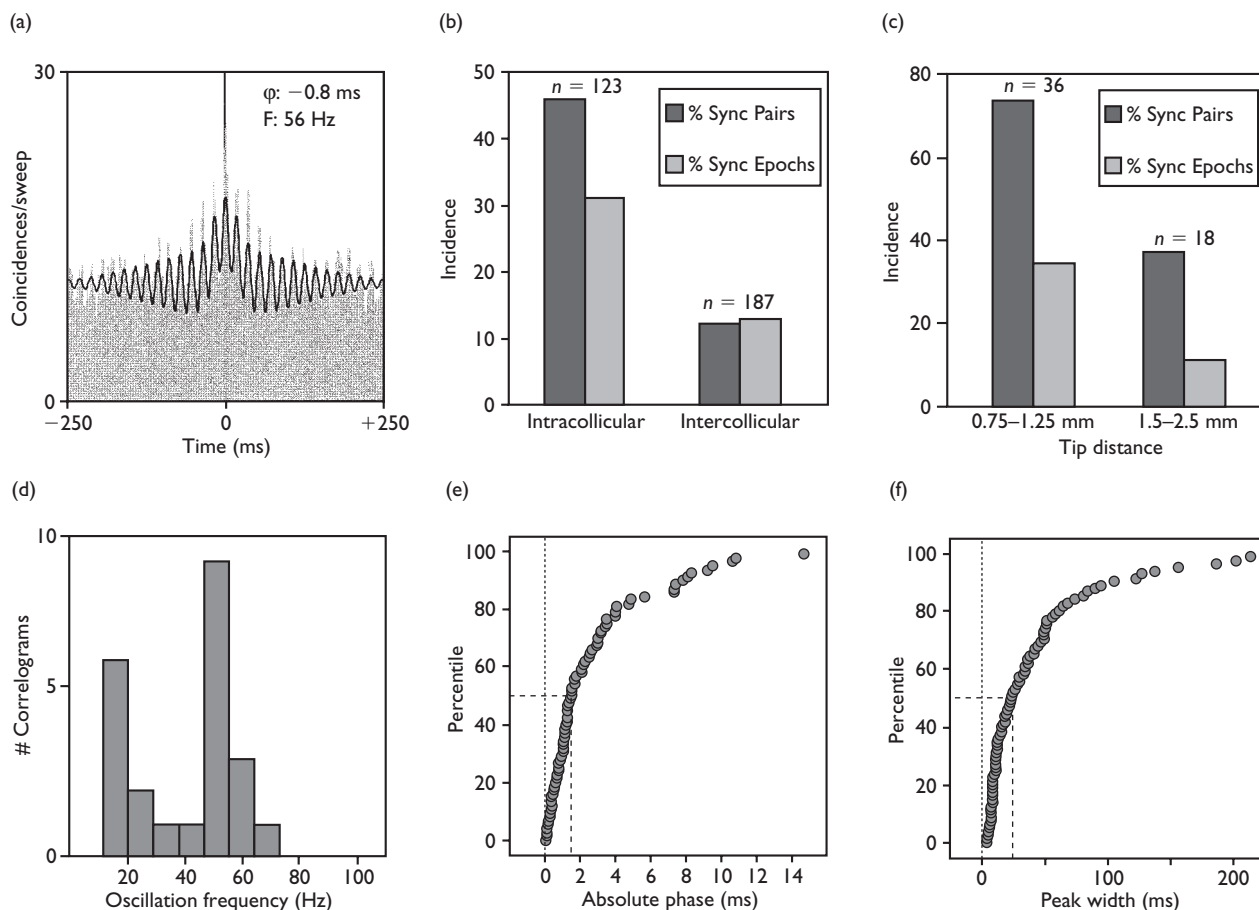 (a)
30
φ: −0.8 ms
F: 56 Hz
Coincidences/sweep
0
−250
0
+250
Time (ms)
(b)
50
40
30
20
10
0
Incidence
n = 123
% Sync Pairs
% Sync Epochs
n = 187
Intracollicular
Intercollicular
(c)
80
60
40
20
0
Incidence
n = 36
% Sync Pairs
% Sync Epochs
n = 18
0.75–1.25 mm
1.5–2.5 mm
Tip distance
(d)
10
5
0
# Correlograms
20
40
60
80
100
Oscillation frequency (Hz)
(e)
100
80
60
40
20
0
Percentile
0
2
4
6
8
10
12
14
Absolute phase (ms)
(f)
100
80
60
40
20
0
Percentile
0
100
200
Peak width (ms)